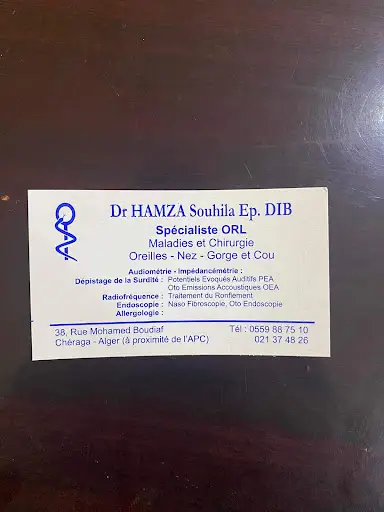 Dr HAMZA Souhila Ep. DIB
Spécialiste ORL
Maladies et Chirurgie
Oreilles - Nez - Gorge et Cou
Audiométrie - Impédancémétrie :
Dépistage de la Surdité : Potentiels Evoqués Auditifs PEA
Oto Emissions Accoustiques OEA
Radiofréquence : Traitement du Ronflement
Endoscopie : Naso Fibroscopie, Oto Endoscopie
Allergologie :
38, Rue Mohamed Boudiaf Tél : 0559 88 75 10
Chéraga - Alger (à proximité de l'APC) 021 37 48 26